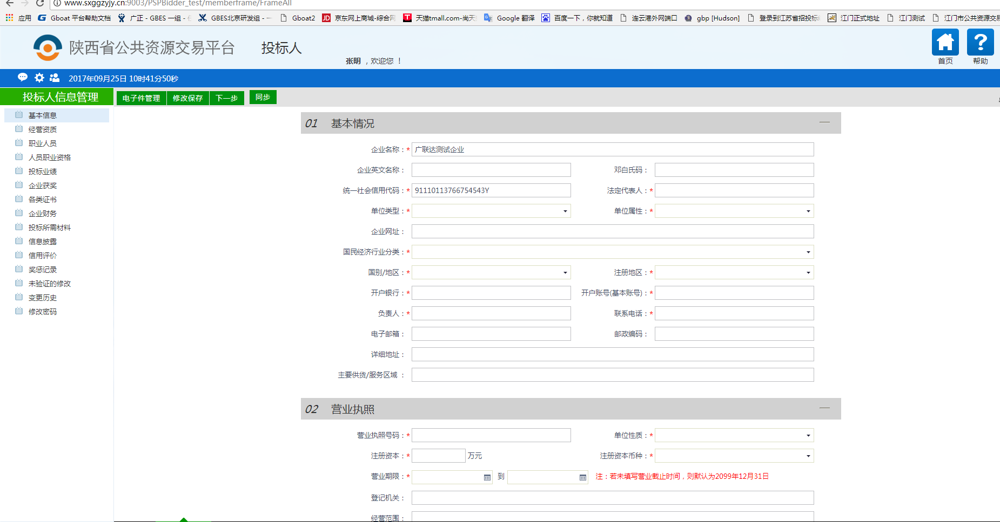 www.sxggzyjy.cn:9003/PSPBidder_test/memberframe/FrameAll
应用 Gboat 平台帮助文档 广正 - GBES 一组 - GBES北京研发组 - Gboat2 京东网上商城-综合网 天猫tmall.com-尚天 Google 翻译 百度一下，你就知道 连云港外网端口 gbp [Hudson] 登录到江苏省招投标 江门正式地址 江门测试 江门市公共资源交易
陕西省公共资源交易平台 投标人
张明 ，欢迎您 ！
首页 帮助
2017年09月25日 10时41分50秒
投标人信息管理
电子件管理 修改保存 下一步 同步
基本信息
经营资质
职业人员
人员职业资格
投标业绩
企业获奖
各类证书
企业财务
投标所需材料
信息披露
信用评价
奖惩记录
未验证的修改
变更历史
修改密码
01 基本情况 —
企业名称：* 广联达测试企业
企业英文名称： 邓白氏码：
统一社会信用代码：* 91110113766754543Y 法定代表人：*
单位类型：* 单位属性：*
企业网址：
国民经济行业分类：*
国别/地区：* 注册地区：*
开户银行：* 开户账号(基本账号)：*
负责人：* 联系电话：*
电子邮箱： 邮政编码：
详细地址：
主要供货/服务区域 ：
02 营业执照 —
营业执照号码：* 单位性质：*
注册资本：* 万元 注册资本币种：*
营业期限：* 到 注：若未填写营业截止时间，则默认为2099年12月31日
登记机关：
经营范围：